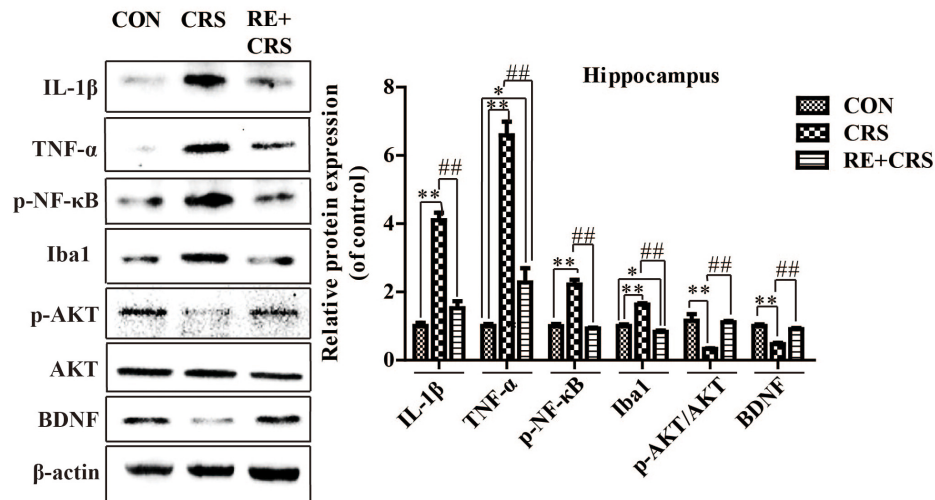 CON CRS RE+
CRS
IL-1β
TNF-α
p-NF-κB
Iba1
p-AKT
AKT
BDNF
β-actin
Hippocampus
Relative protein expression
(of control)
8
6
4
2
0
** ##
* ** ##
** ##
* ** ##
** ##
** ##
IL-1β
TNF-α
p-NF-κB
Iba1
p-AKT/AKT
BDNF
CON
CRS
RE+CRS